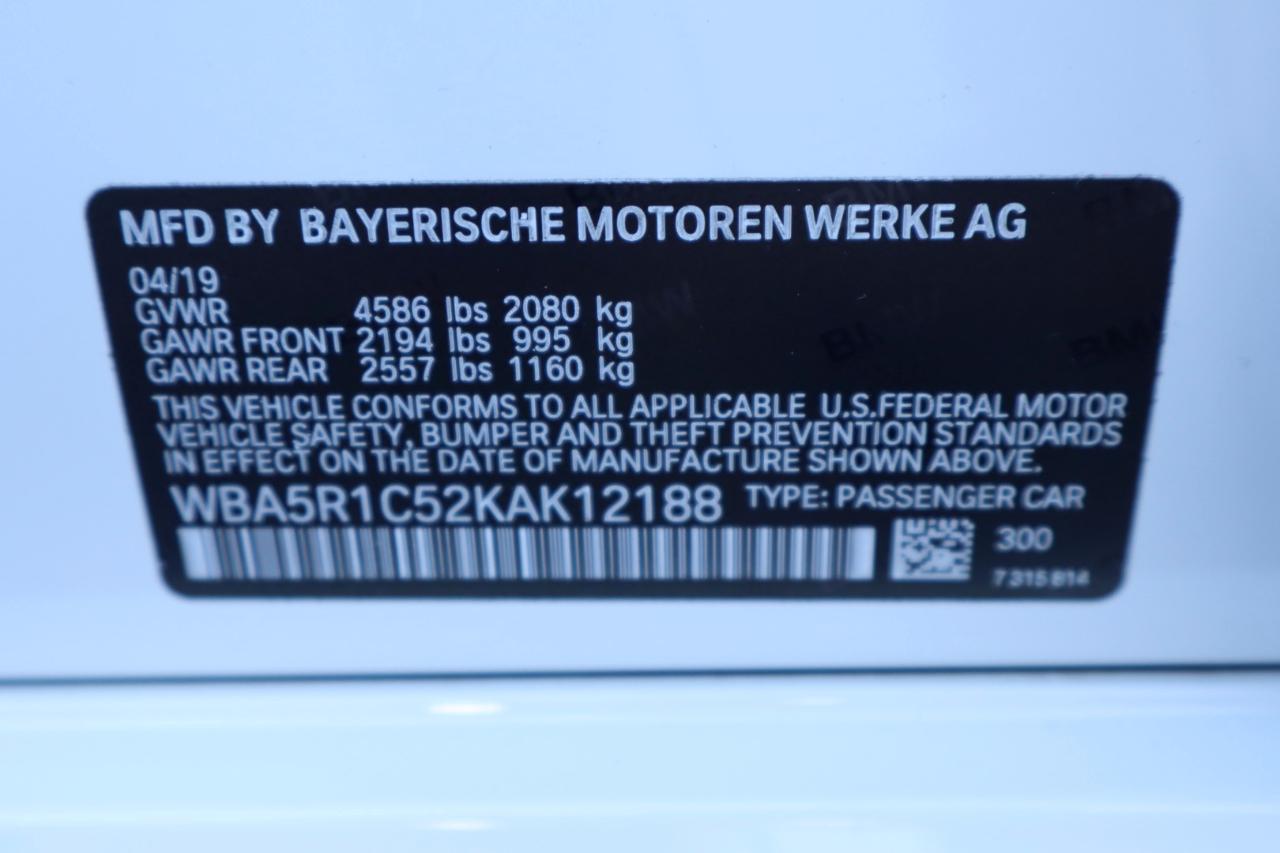 MFD BY BAYERISCHE MOTOREN WERKE AG
04/19
GVWR 4586 lbs 2080 kg
GAWR FRONT 2194 lbs 995 kg
GAWR REAR 2557 lbs 1160 kg
THIS VEHICLE CONFORMS TO ALL APPLICABLE U.S.FEDERAL MOTOR
VEHICLE SAFETY, BUMPER AND THEFT PREVENTION STANDARDS
IN EFFECT ON THE DATE OF MANUFACTURE SHOWN ABOVE.
WBA5R1C52KAK12188 TYPE: PASSENGER CAR
300
7315814